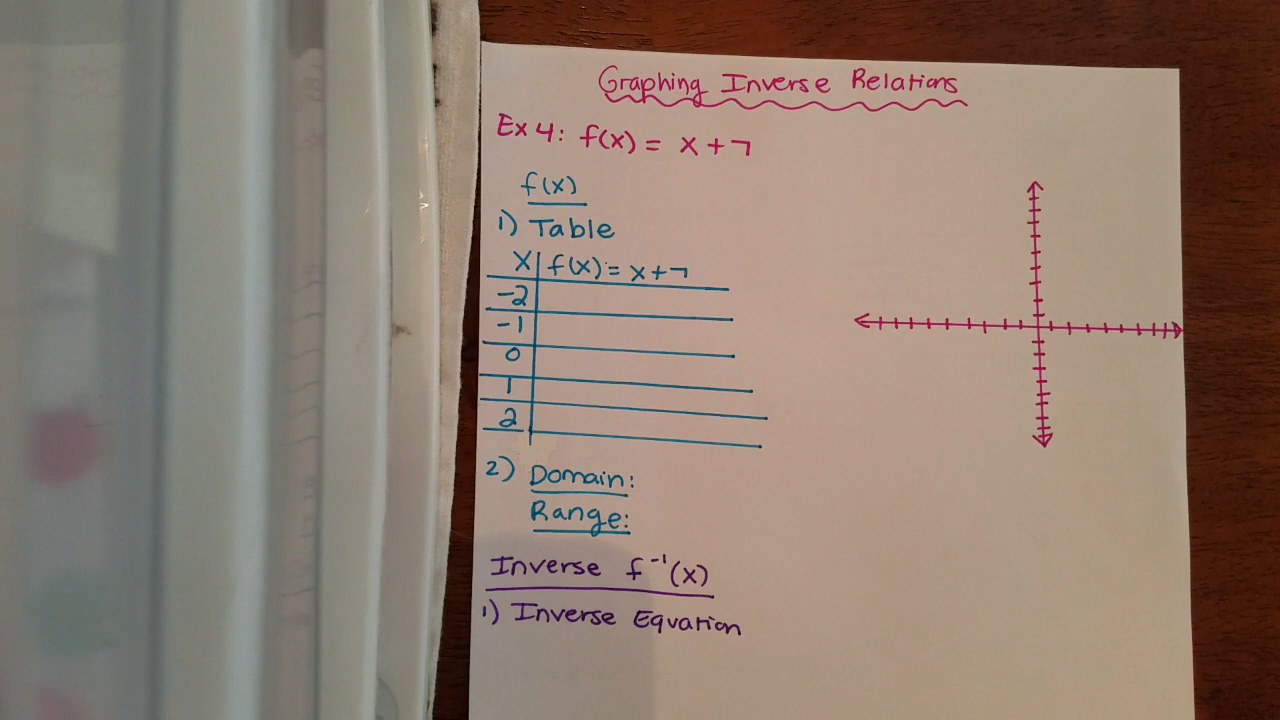 Graphing Inverse Relations
Ex 4: f(x) = x + 7
f(x)
1) Table
X f(x) = x + 7
-2
-1
0
1
2
2) Domain:
Range:
Inverse f⁻¹(x)
1) Inverse Equation